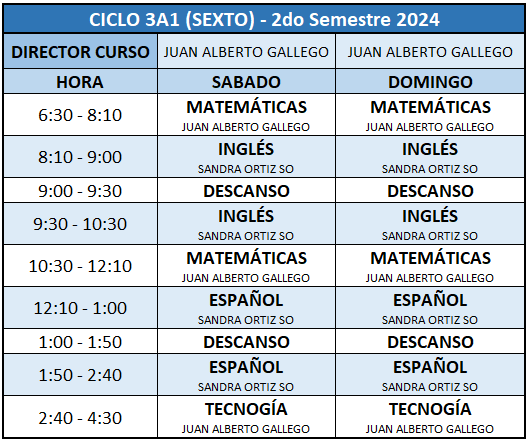 CICLO 3A1 (SEXTO) - 2do Semestre 2024
DIRECTOR CURSO JUAN ALBERTO GALLEGO JUAN ALBERTO GALLEGO
HORA SABADO DOMINGO
6:30 - 8:10 MATEMÁTICAS MATEMÁTICAS
JUAN ALBERTO GALLEGO JUAN ALBERTO GALLEGO
8:10 - 9:00 INGLÉS INGLÉS
SANDRA ORTIZ SO SANDRA ORTIZ SO
9:00 - 9:30 DESCANSO DESCANSO
9:30 - 10:30 INGLÉS INGLÉS
SANDRA ORTIZ SO SANDRA ORTIZ SO
10:30 - 12:10 MATEMÁTICAS MATEMÁTICAS
JUAN ALBERTO GALLEGO JUAN ALBERTO GALLEGO
12:10 - 1:00 ESPAÑOL ESPAÑOL
SANDRA ORTIZ SO SANDRA ORTIZ SO
1:00 - 1:50 DESCANSO DESCANSO
1:50 - 2:40 ESPAÑOL ESPAÑOL
SANDRA ORTIZ SO SANDRA ORTIZ SO
2:40 - 4:30 TECNOGÍA TECNOGÍA
JUAN ALBERTO GALLEGO JUAN ALBERTO GALLEGO